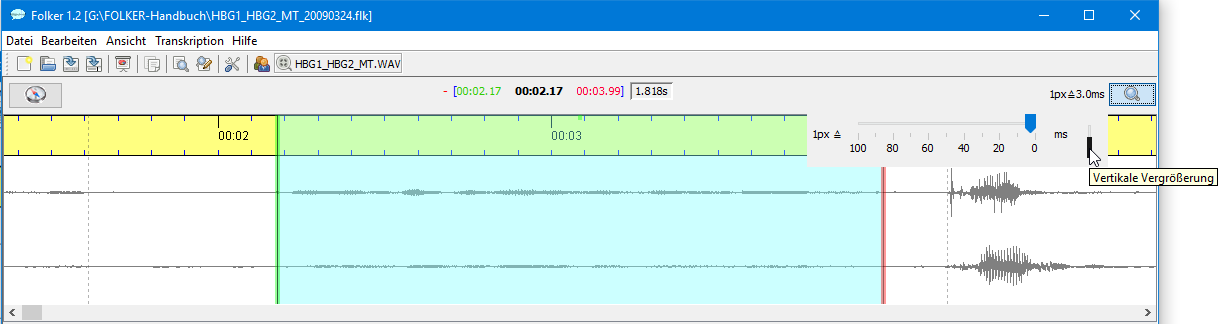 Folker 1.2 [G:\FOLKER-Handbuch\HBG1_HBG2_MT_20090324.flk]
Datei Bearbeiten Ansicht Transkription Hilfe
HBG1_HBG2_MT.WAV
- [00:02.17 00:02.17 00:03.99] 1.818s 1px≙3.0ms
00:02 00:03 1px ≙ ms
100 80 60 40 20 0
Vertikale Vergrößerung